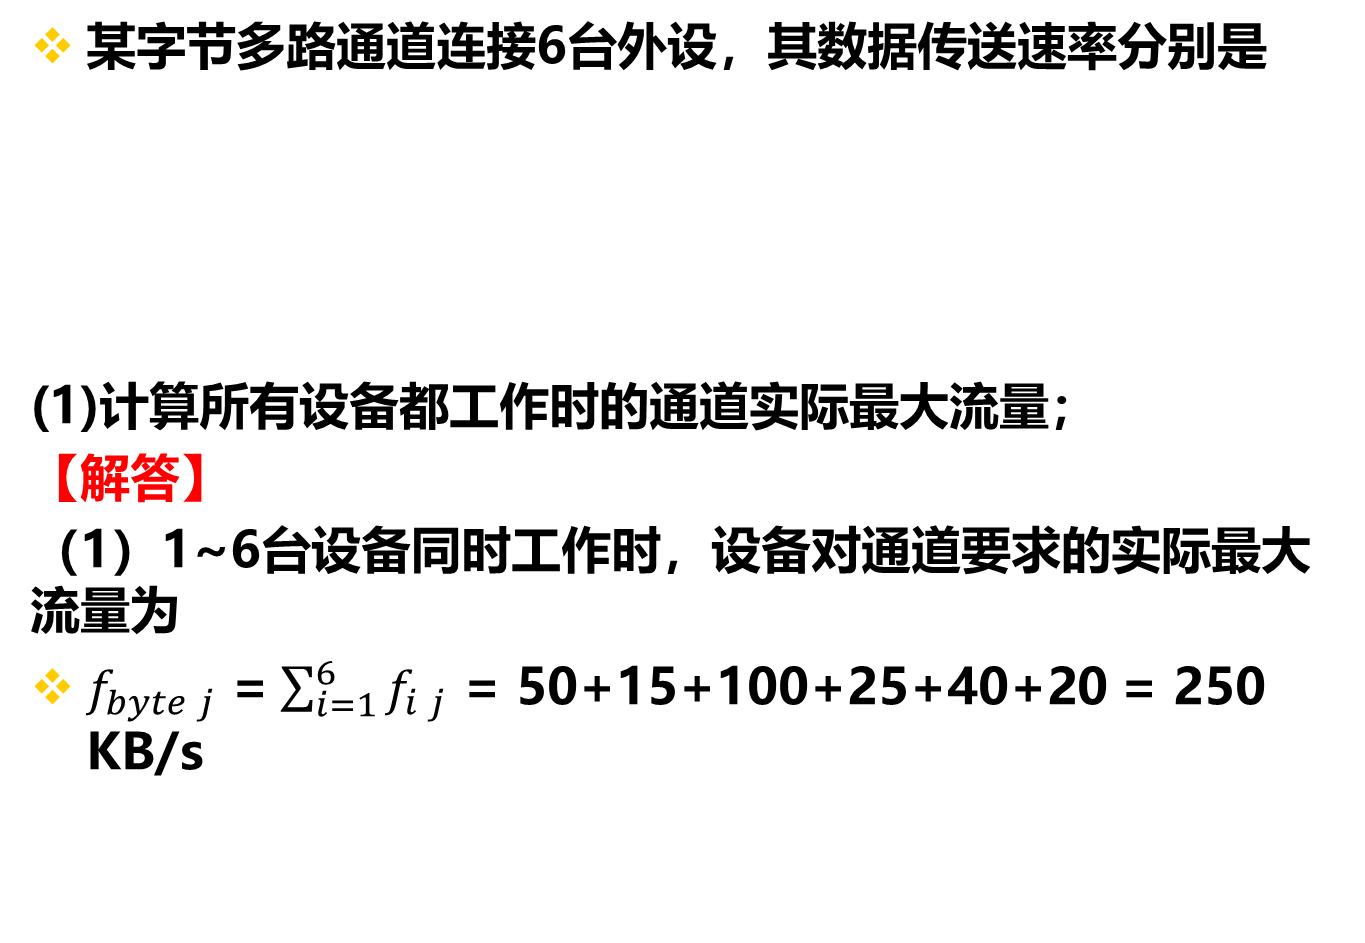 ❖ 某字节多路通道连接6台外设，其数据传送速率分别是
(1)计算所有设备都工作时的通道实际最大流量；
【解答】
（1）1~6台设备同时工作时，设备对通道要求的实际最大
流量为
❖ $f_{byte\ j} = \sum_{i=1}^{6} f_{i\ j}$ = 50+15+100+25+40+20 = 250
KB/s